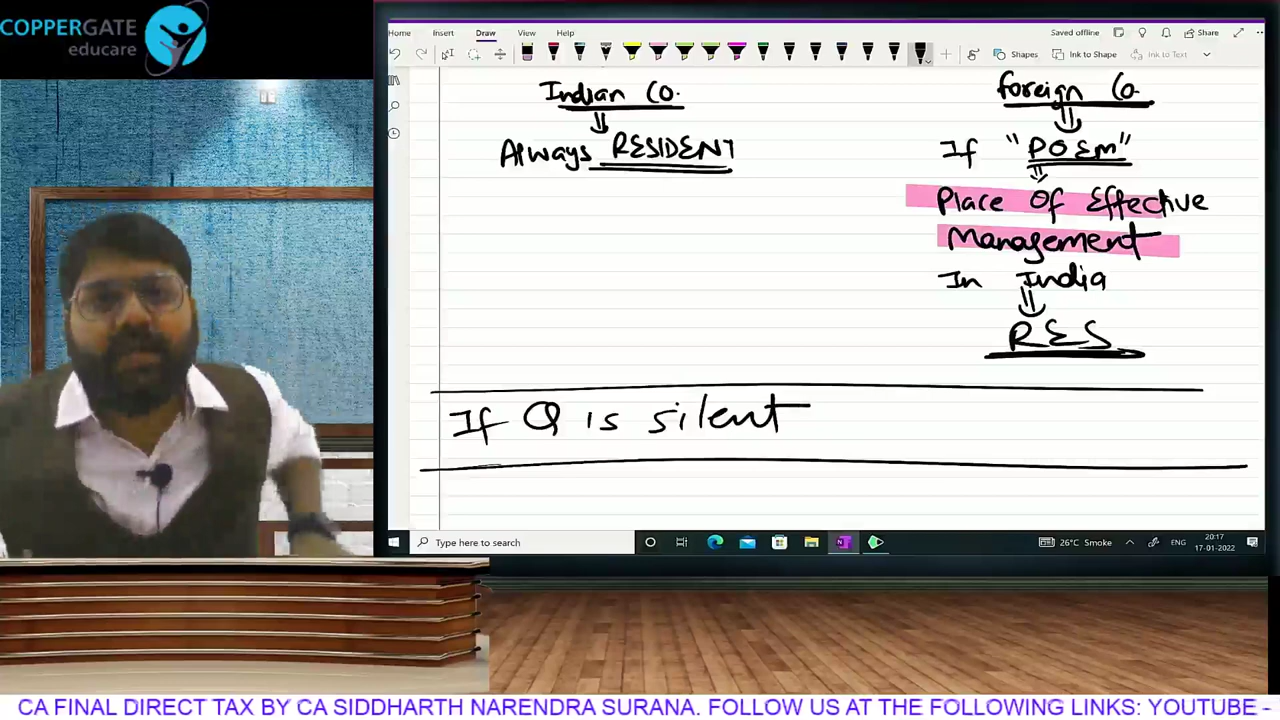 COPPERGATE
educare
Home Insert Draw View Help
Saved offline
Share
Shapes
Ink to Shape
Ink to Text
Indian Co.
Always RESIDENT
foreign Co.
If "POEM"
Place Of Effective
Management
In India
RES
If Q is silent
Type here to search
26°C Smoke
ENG
20:17
17-01-2022
CA FINAL DIRECT TAX BY CA SIDDHARTH NARENDRA SURANA. FOLLOW US AT THE FOLLOWING LINKS: YOUTUBE -